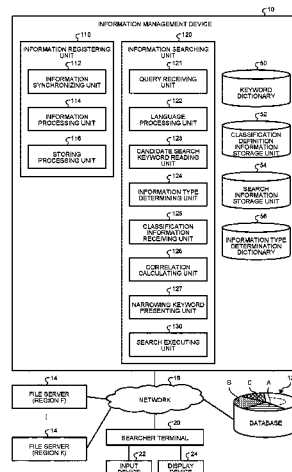 10
INFORMATION MANAGEMENT DEVICE
110
INFORMATION REGISTERING
UNIT
112
INFORMATION
SYNCHRONIZING UNIT
114
INFORMATION
PROCESSING UNIT
116
STORING
PROCESSING UNIT
120
INFORMATION SEARCHING
UNIT
121
QUERY RECEIVING
UNIT
122
LANGUAGE
PROCESSING UNIT
123
CANDIDATE SEARCH
KEYWORD READING
UNIT
124
INFORMATION TYPE
DETERMINING UNIT
125
CLASSIFICATION
INFORMATION
RECEIVING UNIT
126
CORRELATION
CALCULATING UNIT
127
NARROWING KEYWORD
PRESENTING UNIT
130
SEARCH EXECUTING
UNIT
50
KEYWORD
DICTIONARY
52
CLASSIFICATION
DEFINITION
INFORMATION
STORAGE UNIT
54
SEARCH
INFORMATION
STORAGE UNIT
56
INFORMATION TYPE
DETERMINATION
DICTIONARY
14
FILE SERVER
(REGION F)
14
FILE SERVER
(REGION K)
NETWORK
B C A
DATABASE
20
SEARCHER TERMINAL
22
INPUT
24
DISPLAY